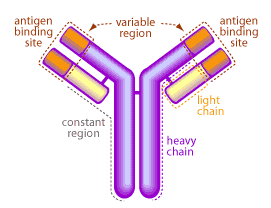 antigen
binding
site
variable
region
antigen
binding
site
constant
region
light
chain
heavy
chain